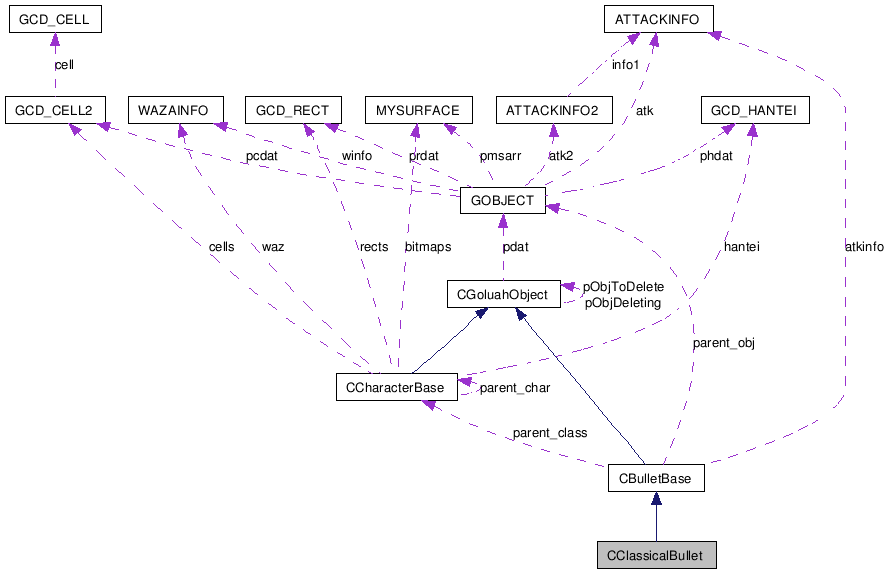 GCD_CELL
ATTACKINFO
cell
info1
GCD_CELL2
WAZAINFO
GCD_RECT
MYSURFACE
ATTACKINFO2
GCD_HANTEI
atk
pcdat
winfo
prdat
pmsarr
atk2
phdat
GOBJECT
cells
waz
rects
bitmaps
pdat
hantei
atkinfo
CGoluahObject
pObjToDelete
pObjDeleting
parent_obj
CCharacterBase
parent_char
parent_class
CBulletBase
CClassicalBullet